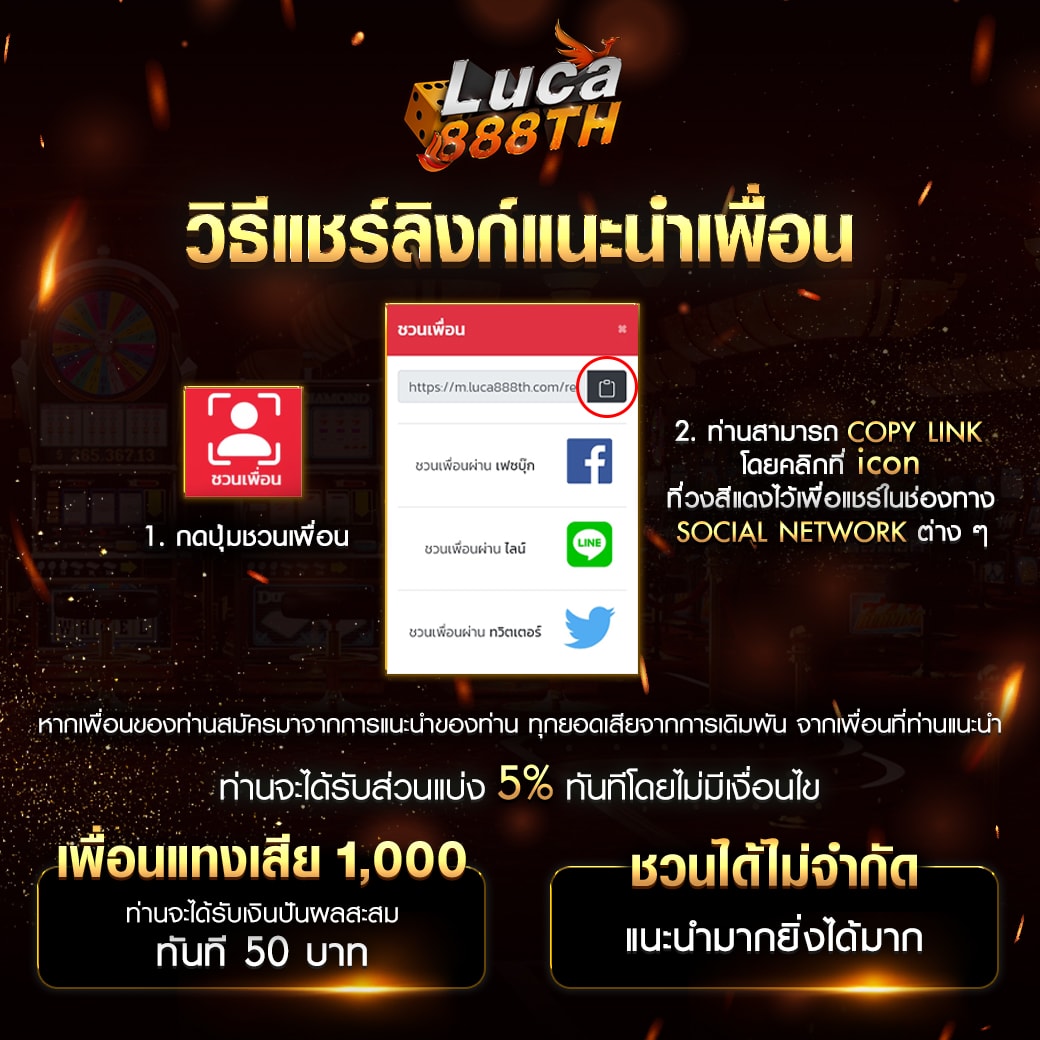 Luca
888TH
วิธีแชร์ลิงก์แนะนำเพื่อน
ชวนเพื่อน
https://m.luca888th.com/re
ชวนเพื่อนผ่าน เฟซบุ๊ก
ชวนเพื่อนผ่าน ไลน์
LINE
ชวนเพื่อนผ่าน ทวิตเตอร์
ชวนเพื่อน
1. กดปุ่มชวนเพื่อน
2. ท่านสามารถ COPY LINK
โดยคลิกที่ icon
ที่วงสีแดงไว้เพื่อแชร์ในช่องทาง
SOCIAL NETWORK ต่าง ๆ
หากเพื่อนของท่านสมัครมาจากการแนะนำของท่าน ทุกยอดเสียจากการเดิมพัน จากเพื่อนที่ท่านแนะนำ
ท่านจะได้รับส่วนแบ่ง 5% ทันทีโดยไม่มีเงื่อนไข
เพื่อนแทงเสีย 1,000
ท่านจะได้รับเงินปันผลสะสม
ทันที 50 บาท
ชวนได้ไม่จำกัด
แนะนำมากยิ่งได้มาก